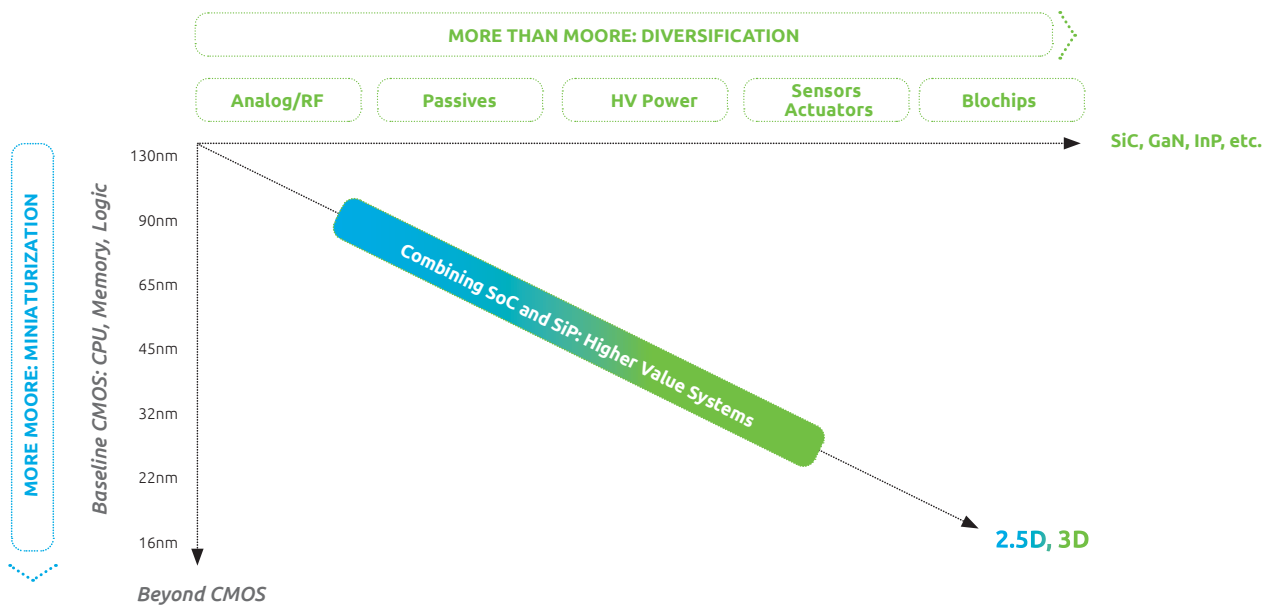 MORE THAN MOORE: DIVERSIFICATION
Analog/RF
Passives
HV Power
Sensors
Actuators
Blochips
SiC, GaN, InP, etc.
MORE MOORE: MINIATURIZATION
Baseline CMOS: CPU, Memory, Logic
130nm
90nm
65nm
45nm
32nm
22nm
16nm
Combining SoC and SiP: Higher Value Systems
2.5D, 3D
Beyond CMOS